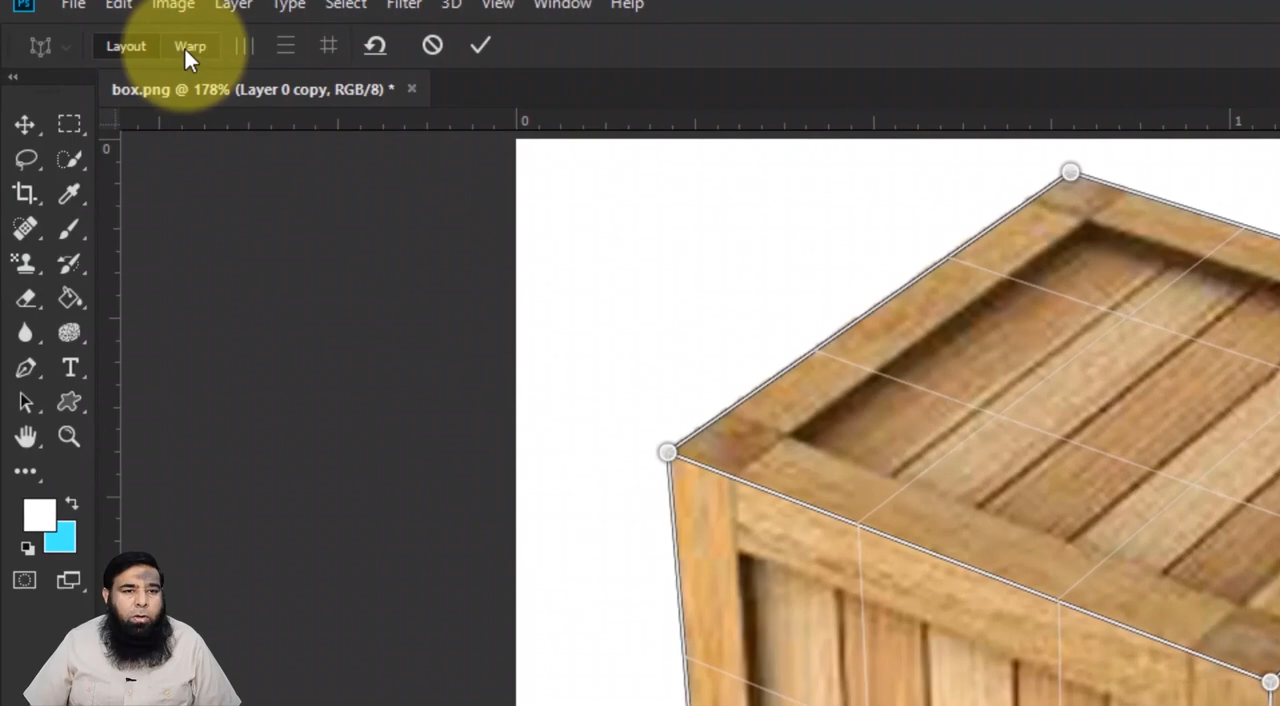 Ps File Edit Image Layer Type Select Filter 3D View Window Help
Layout Warp
box.png @ 178% (Layer 0 copy, RGB/8) * ×
0 1
0
T